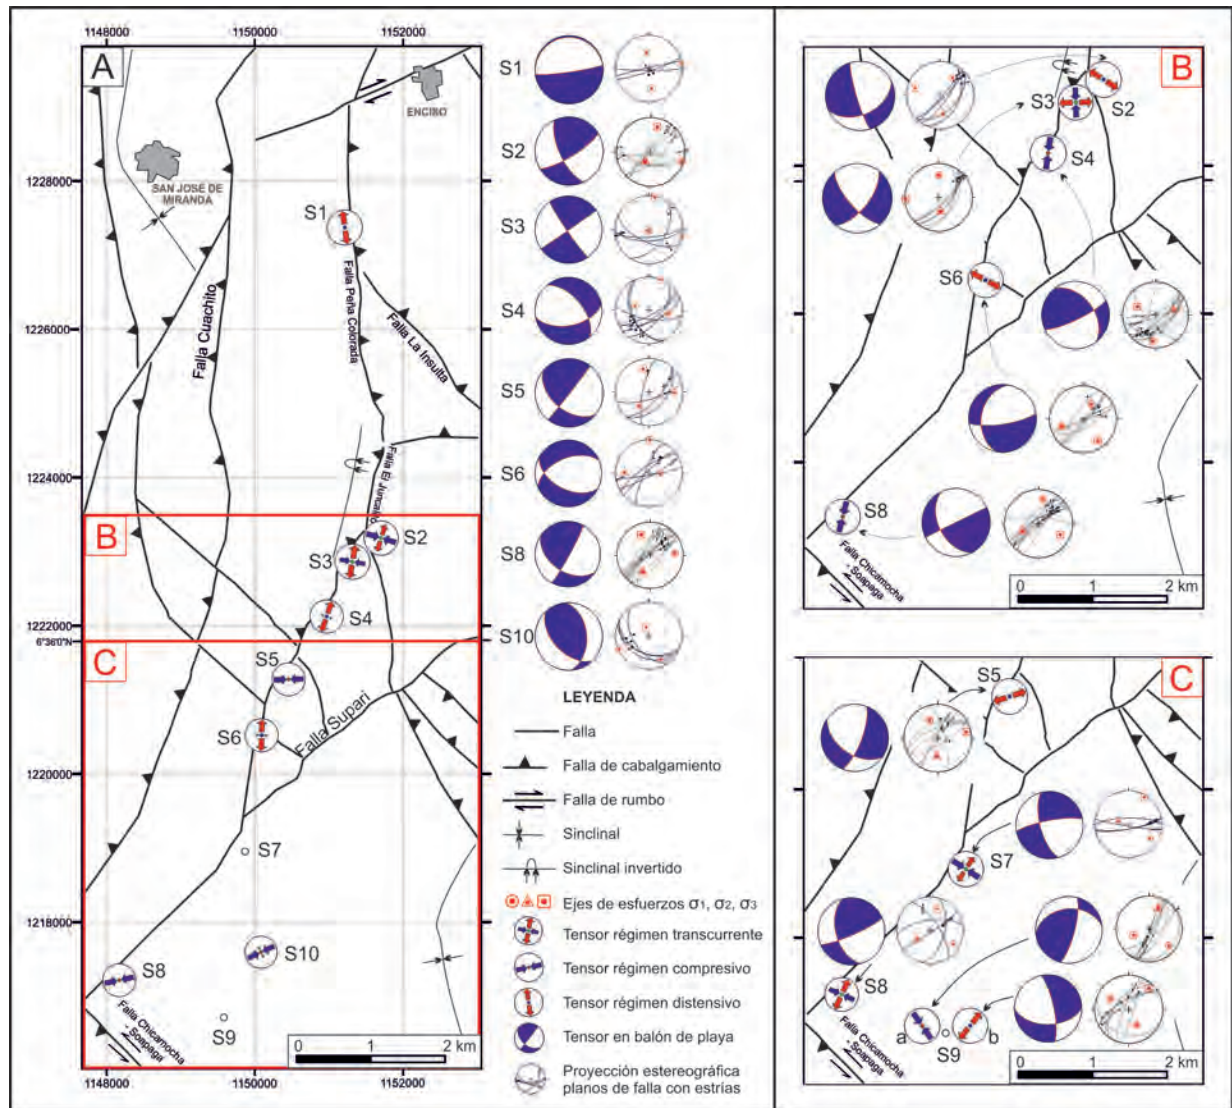 1148000
1150000
1152000
A
ENCISO
SAN JOSÉ DE
MIRANDA
1228000
1226000
1224000
1222000
6°36'0"N
1220000
1218000
S1
Falla Peña Colorada
Falla Cuachito
Falla La Insulta
B
S2
S3
S4
C
S5
S6
Falla Supari
S7
S10
S8
S9
Falla Chicamocha
- Soapaga
0 1 2 km
1148000
1150000
1152000
S1
S2
S3
S4
S5
S6
S8
S10
LEYENDA
Falla
Falla de cabalgamiento
Falla de rumbo
Sinclinal
Sinclinal invertido
Ejes de esfuerzos σ1, σ2, σ3
Tensor régimen transcurrente
Tensor régimen compresivo
Tensor régimen distensivo
Tensor en balón de playa
Proyección estereográfica
planos de falla con estrías
B
S3
S2
S4
S6
S8
Falla Chicamocha
- Soapaga
0 1 2 km
C
S5
S7
S8
a
S9
b
Falla Chicamocha
- Soapaga
0 1 2 km